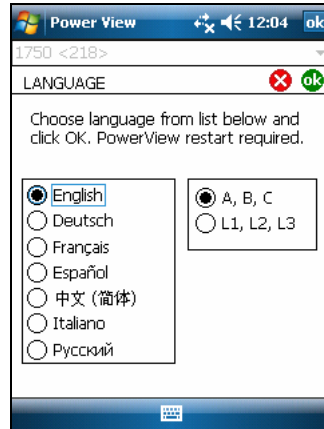 Power View 12:04 ok
1750 <218>
LANGUAGE ok
Choose language from list below and
click OK. PowerView restart required.
English
Deutsch
Français
Español
中文 (简体)
Italiano
Русский
A, B, C
L1, L2, L3